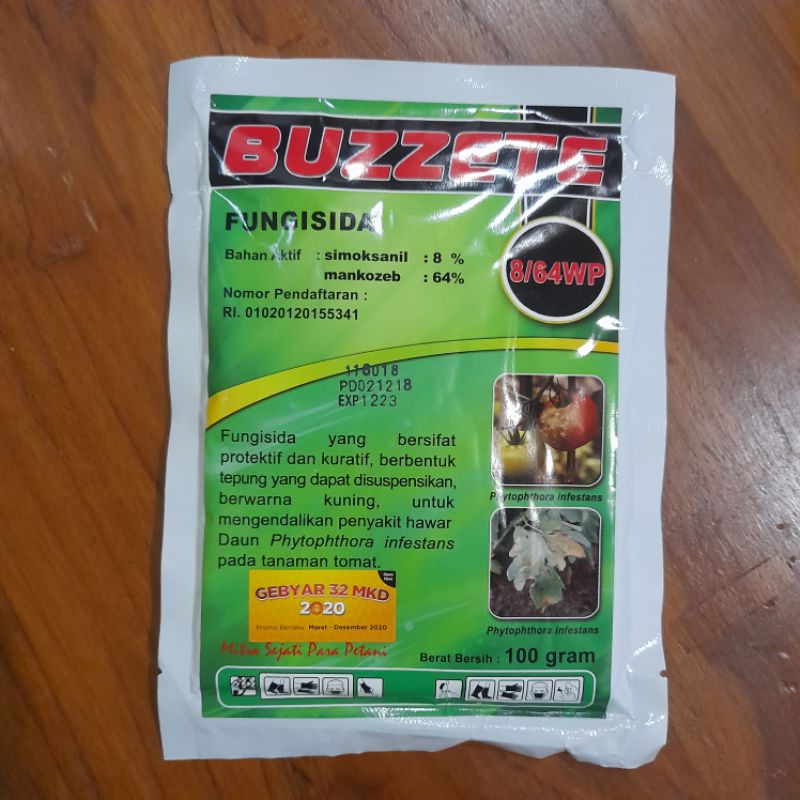 BUZZETE
FUNGISIDA
Bahan Aktif : simoksanil : 8 %
mankozeb : 64%
8/64WP
Nomor Pendaftaran :
RI. 01020120155341
116018
PD021218
EXP1223
Fungisida yang bersifat
protektif dan kuratif, berbentuk
tepung yang dapat disuspensikan,
berwarna kuning, untuk
mengendalikan penyakit hawar
Daun Phytophthora infestans
pada tanaman tomat.
Phytophthora infestans
Phytophthora infestans
GEBYAR 32 MKD
2020
Promo Berlaku: Maret - Desember 2020
Mitra Sejati Para Petani
Berat Bersih : 100 gram